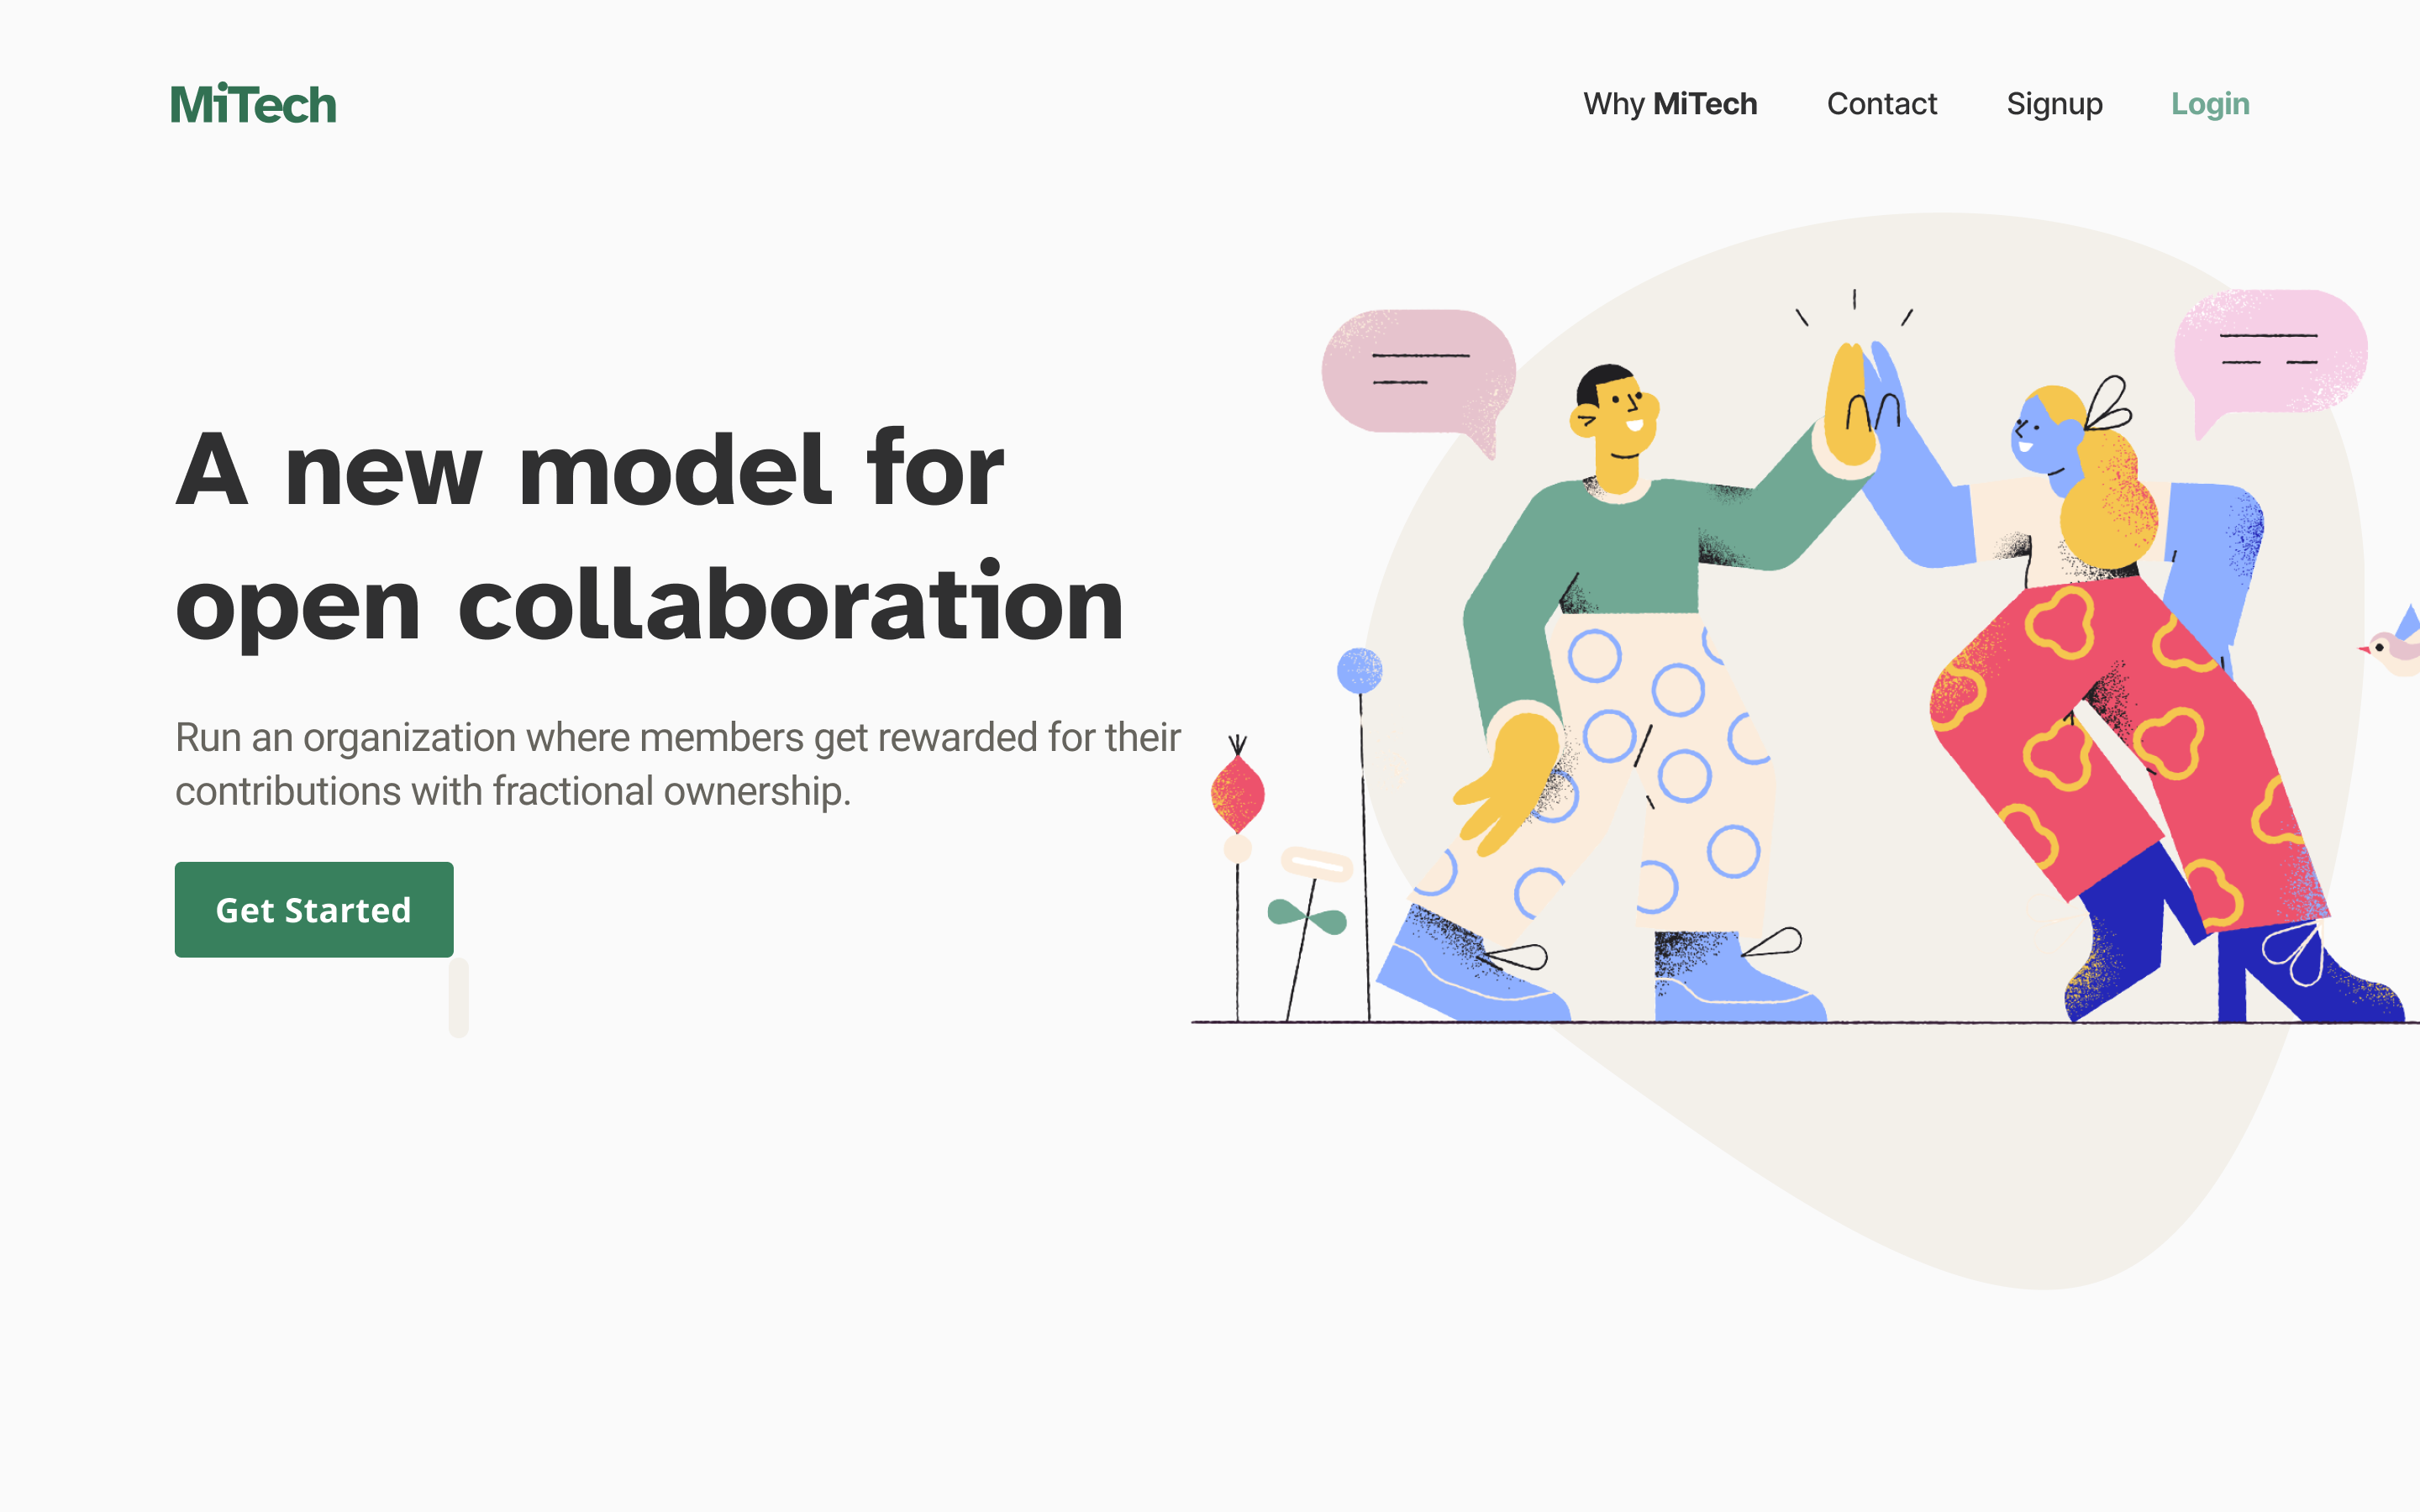 MiTech
Why MiTech
Contact
Signup
Login
A new model for
open collaboration
Run an organization where members get rewarded for their
contributions with fractional ownership.
Get Started